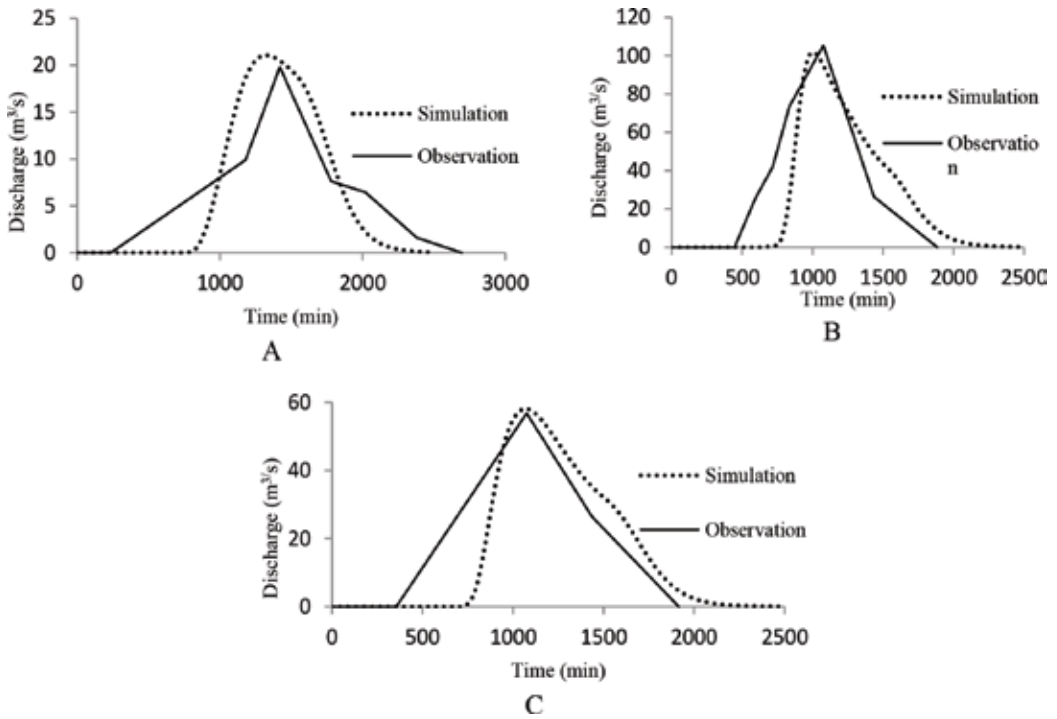 25
20
15
10
5
0
Discharge (m³/s)
Simulation
Observation
0 1000 2000 3000
Time (min)
A
120
100
80
60
40
20
0
Discharge (m³/s)
Simulation
Observatio
n
0 500 1000 1500 2000 2500
Time (min)
B
60
40
20
0
Discharge (m³/s)
Simulation
Observation
0 500 1000 1500 2000 2500
Time (min)
C